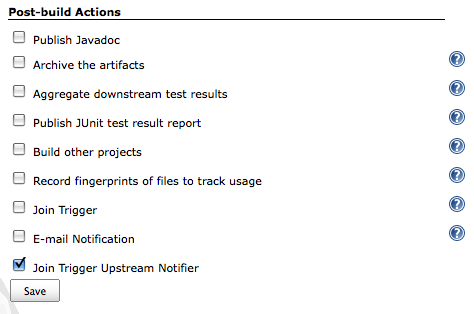 Post-build Actions
Publish Javadoc
Archive the artifacts
?
Aggregate downstream test results
?
Publish JUnit test result report
?
Build other projects
?
Record fingerprints of files to track usage
?
Join Trigger
?
E-mail Notification
?
Join Trigger Upstream Notifier
Save